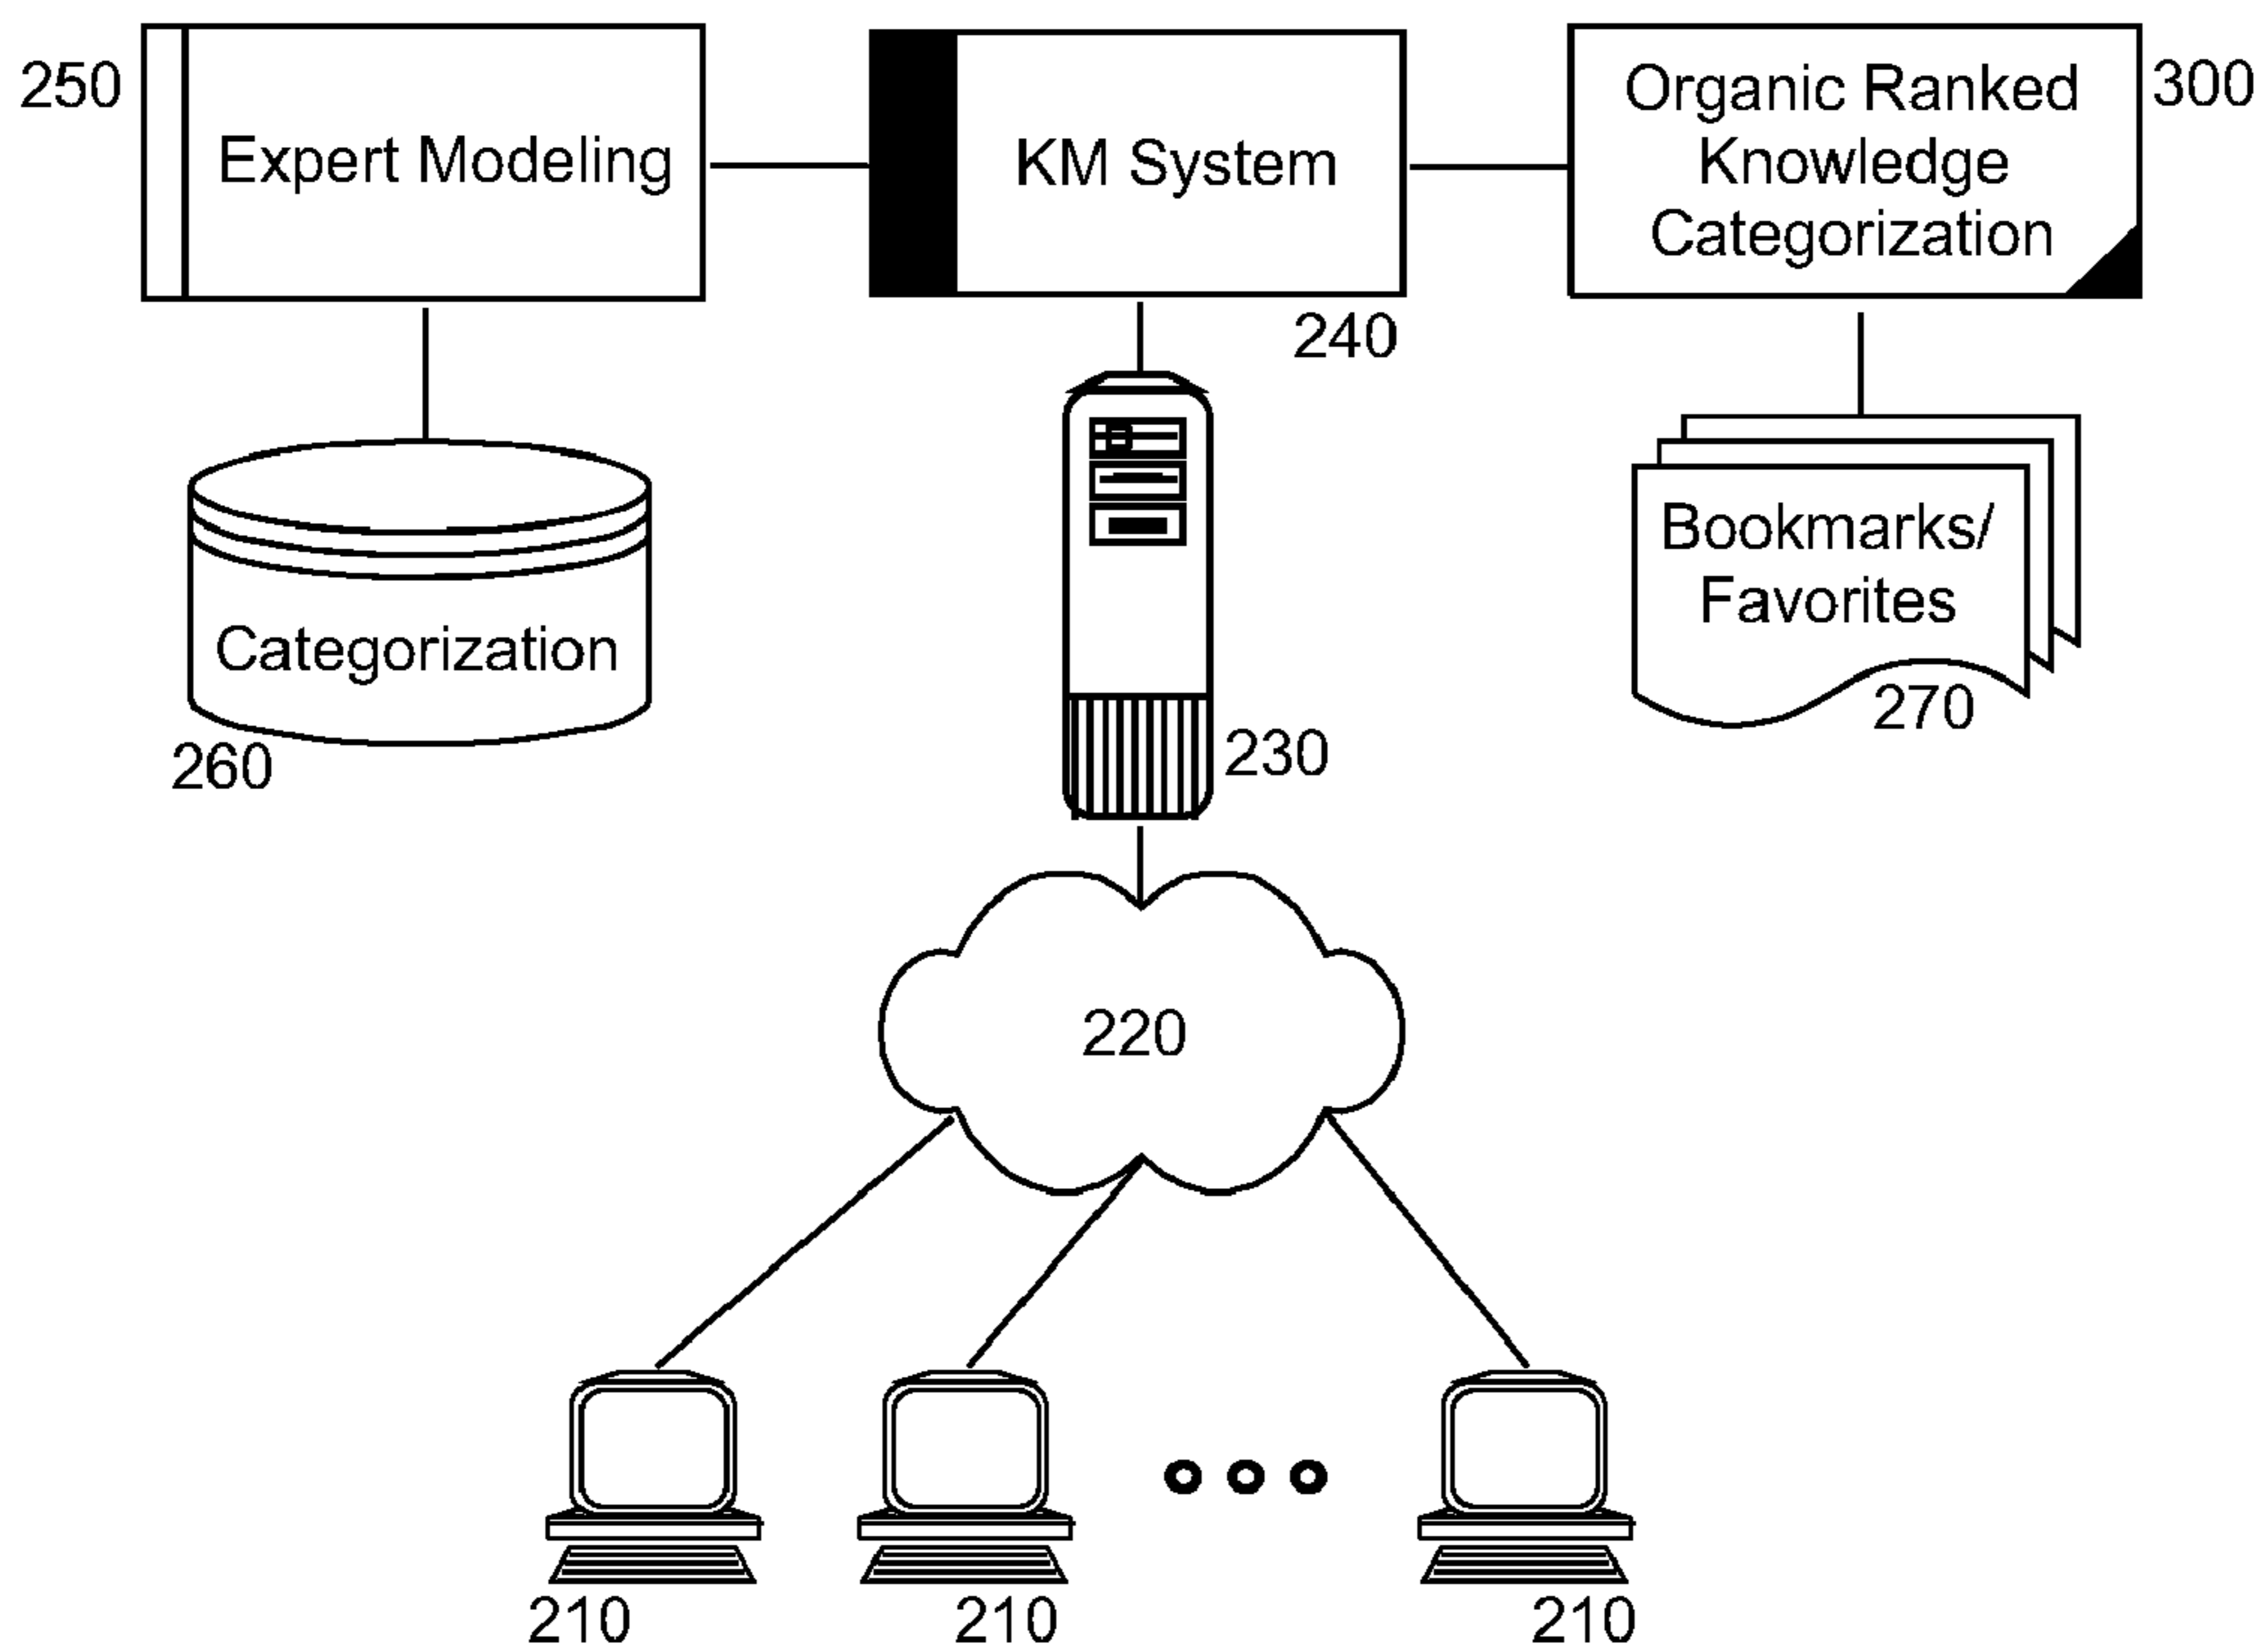 250
Expert Modeling
KM System
Organic Ranked
Knowledge
Categorization
300
240
Categorization
260
230
Bookmarks/
Favorites
270
220
210
210
210